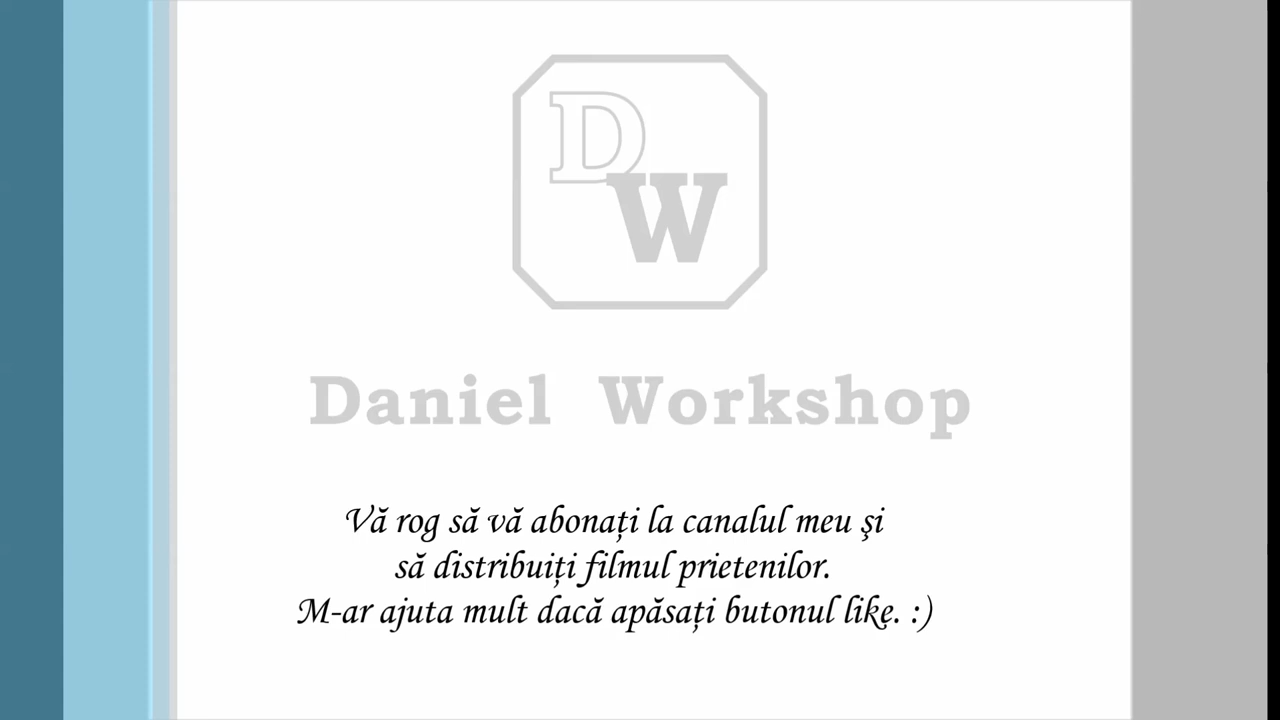 D
W
Daniel Workshop
Vă rog să vă abonați la canalul meu şi
să distribuiți filmul prietenilor.
M-ar ajuta mult dacă apăsați butonul like. :)